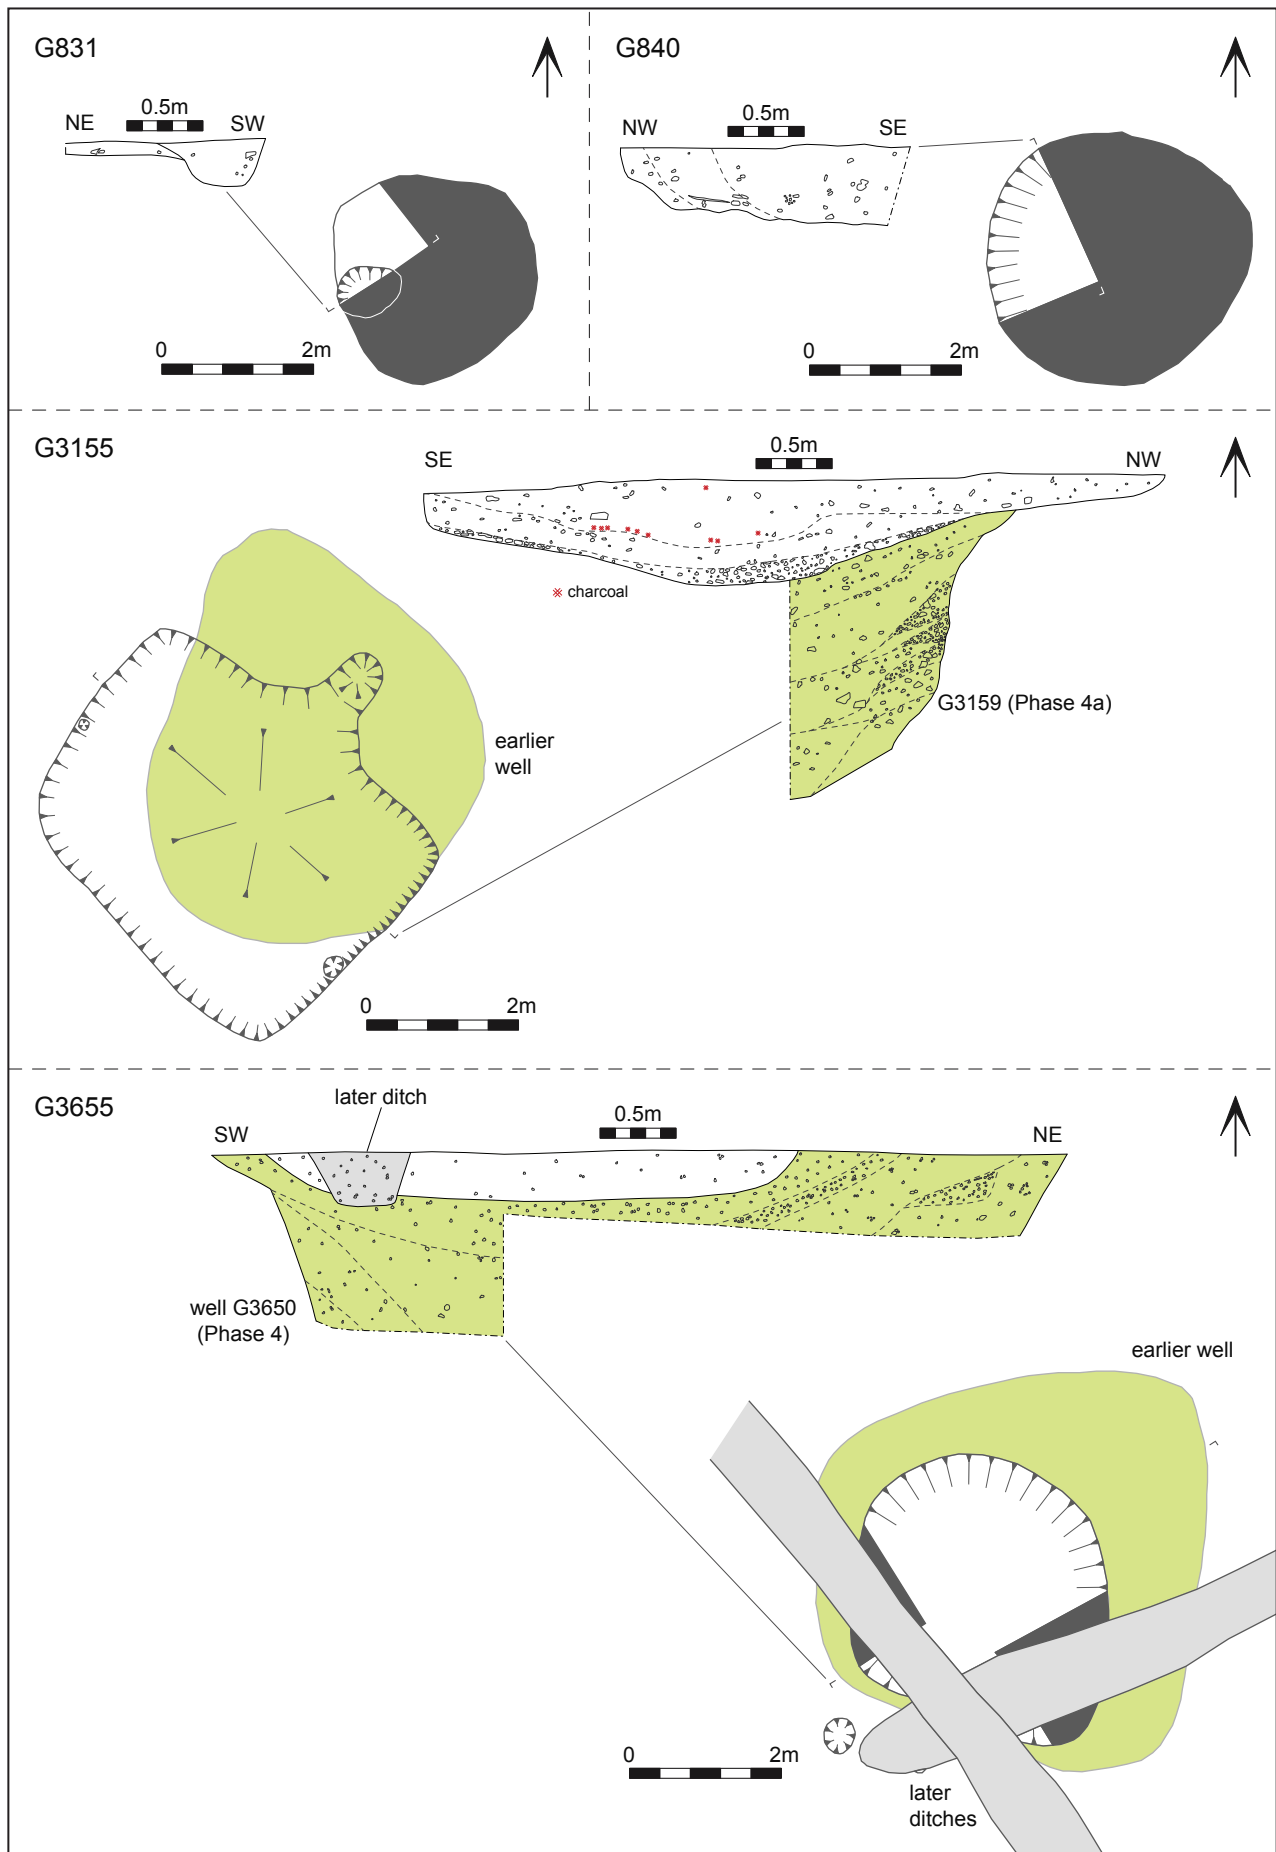 G831
0.5m
NE
SW
0
2m
G840
0.5m
NW
SE
0
2m
G3155
SE
0.5m
NW
charcoal
G3159 (Phase 4a)
earlier
well
0
2m
G3655
later ditch
SW
0.5m
NE
well G3650
(Phase 4)
earlier well
0
2m
later
ditches